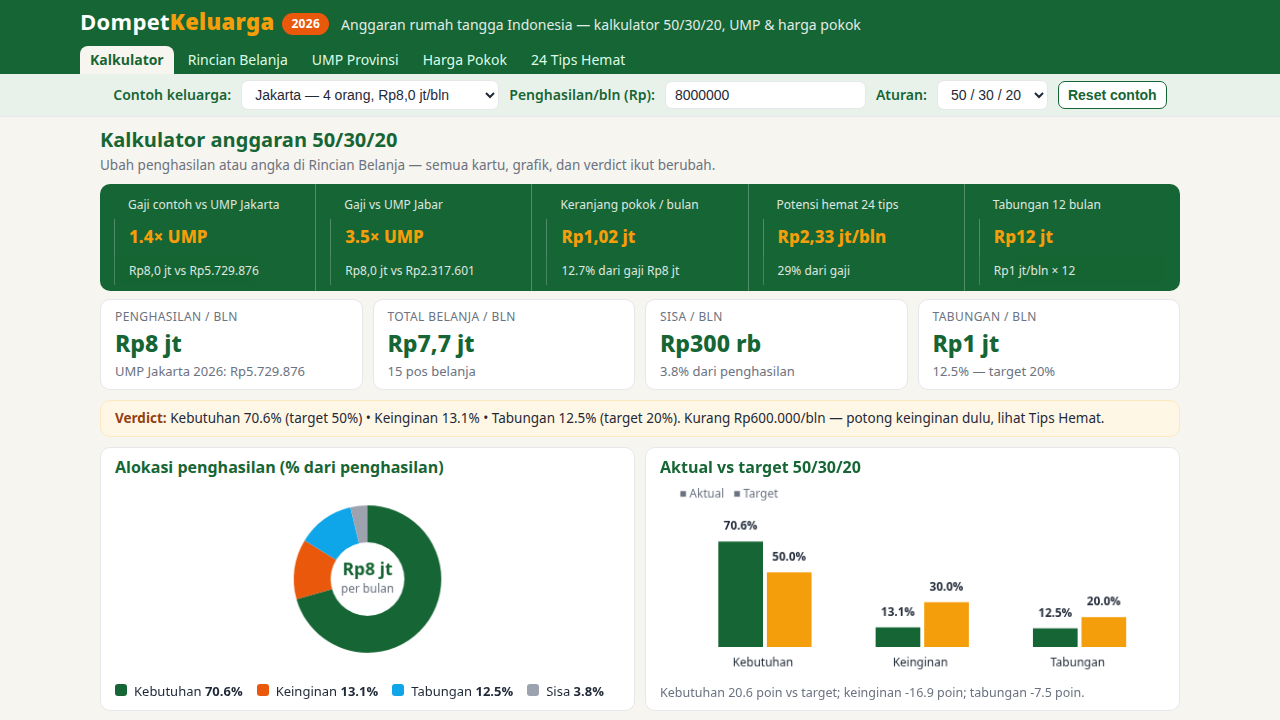 DompetKeluarga 2026 Anggaran rumah tangga Indonesia — kalkulator 50/30/20, UMP & harga pokok
Kalkulator Rincian Belanja UMP Provinsi Harga Pokok 24 Tips Hemat
Contoh keluarga: Jakarta — 4 orang, Rp8,0 jt/bln Penghasilan/bln (Rp): 8000000 Aturan: 50 / 30 / 20 Reset contoh
Kalkulator anggaran 50/30/20
Ubah penghasilan atau angka di Rincian Belanja — semua kartu, grafik, dan verdict ikut berubah.
Gaji contoh vs UMP Jakarta
1.4× UMP
Rp8,0 jt vs Rp5.729.876
Gaji vs UMP Jabar
3.5× UMP
Rp8,0 jt vs Rp2.317.601
Keranjang pokok / bulan
Rp1,02 jt
12.7% dari gaji Rp8 jt
Potensi hemat 24 tips
Rp2,33 jt/bln
29% dari gaji
Tabungan 12 bulan
Rp12 jt
Rp1 jt/bln × 12
PENGHASILAN / BLN
Rp8 jt
UMP Jakarta 2026: Rp5.729.876
TOTAL BELANJA / BLN
Rp7,7 jt
15 pos belanja
SISA / BLN
Rp300 rb
3.8% dari penghasilan
TABUNGAN / BLN
Rp1 jt
12.5% — target 20%
Verdict: Kebutuhan 70.6% (target 50%) • Keinginan 13.1% • Tabungan 12.5% (target 20%). Kurang Rp600.000/bln — potong keinginan dulu, lihat Tips Hemat.
Alokasi penghasilan (% dari penghasilan)
Rp8 jt
per bulan
Kebutuhan 70.6% Keinginan 13.1% Tabungan 12.5% Sisa 3.8%
Aktual vs target 50/30/20
Aktual Target
70.6% 50.0% 13.1% 30.0% 12.5% 20.0%
Kebutuhan Keinginan Tabungan
Kebutuhan 20.6 poin vs target; keinginan -16.9 poin; tabungan -7.5 poin.